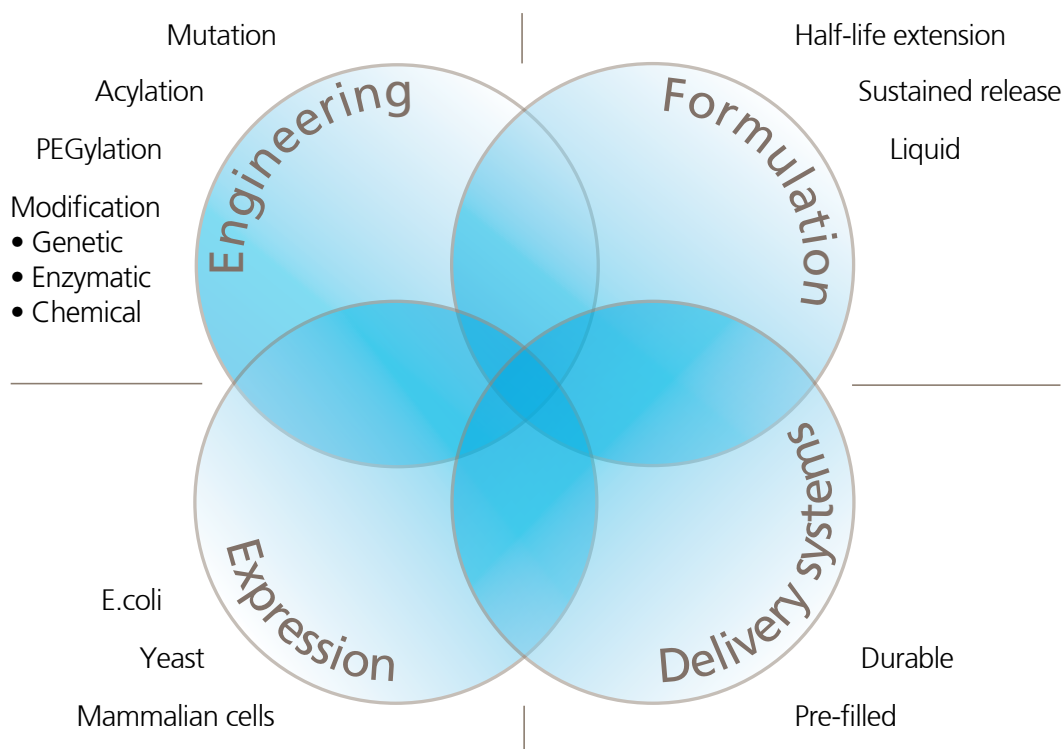 Mutation
Acylation
PEGylation
Modification
• Genetic
• Enzymatic
• Chemical
Engineering
Half-life extension
Sustained release
Liquid
Formulation
E.coli
Yeast
Mammalian cells
Expression
Delivery systems
Durable
Pre-filled